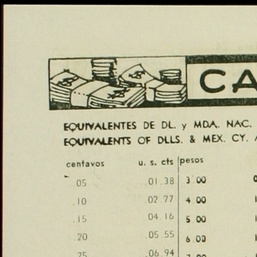 CA
EQUIVALENTES DE DL. y MDA. NAC.
EQUIVALENTS OF DLLS. & MEX. CY.
centavos u. s. cts pesos
.05 .01.38 3.00
.10 02.77 4.00
.15 04.16 5.00
.20 05.55 6.00
.25 06.94